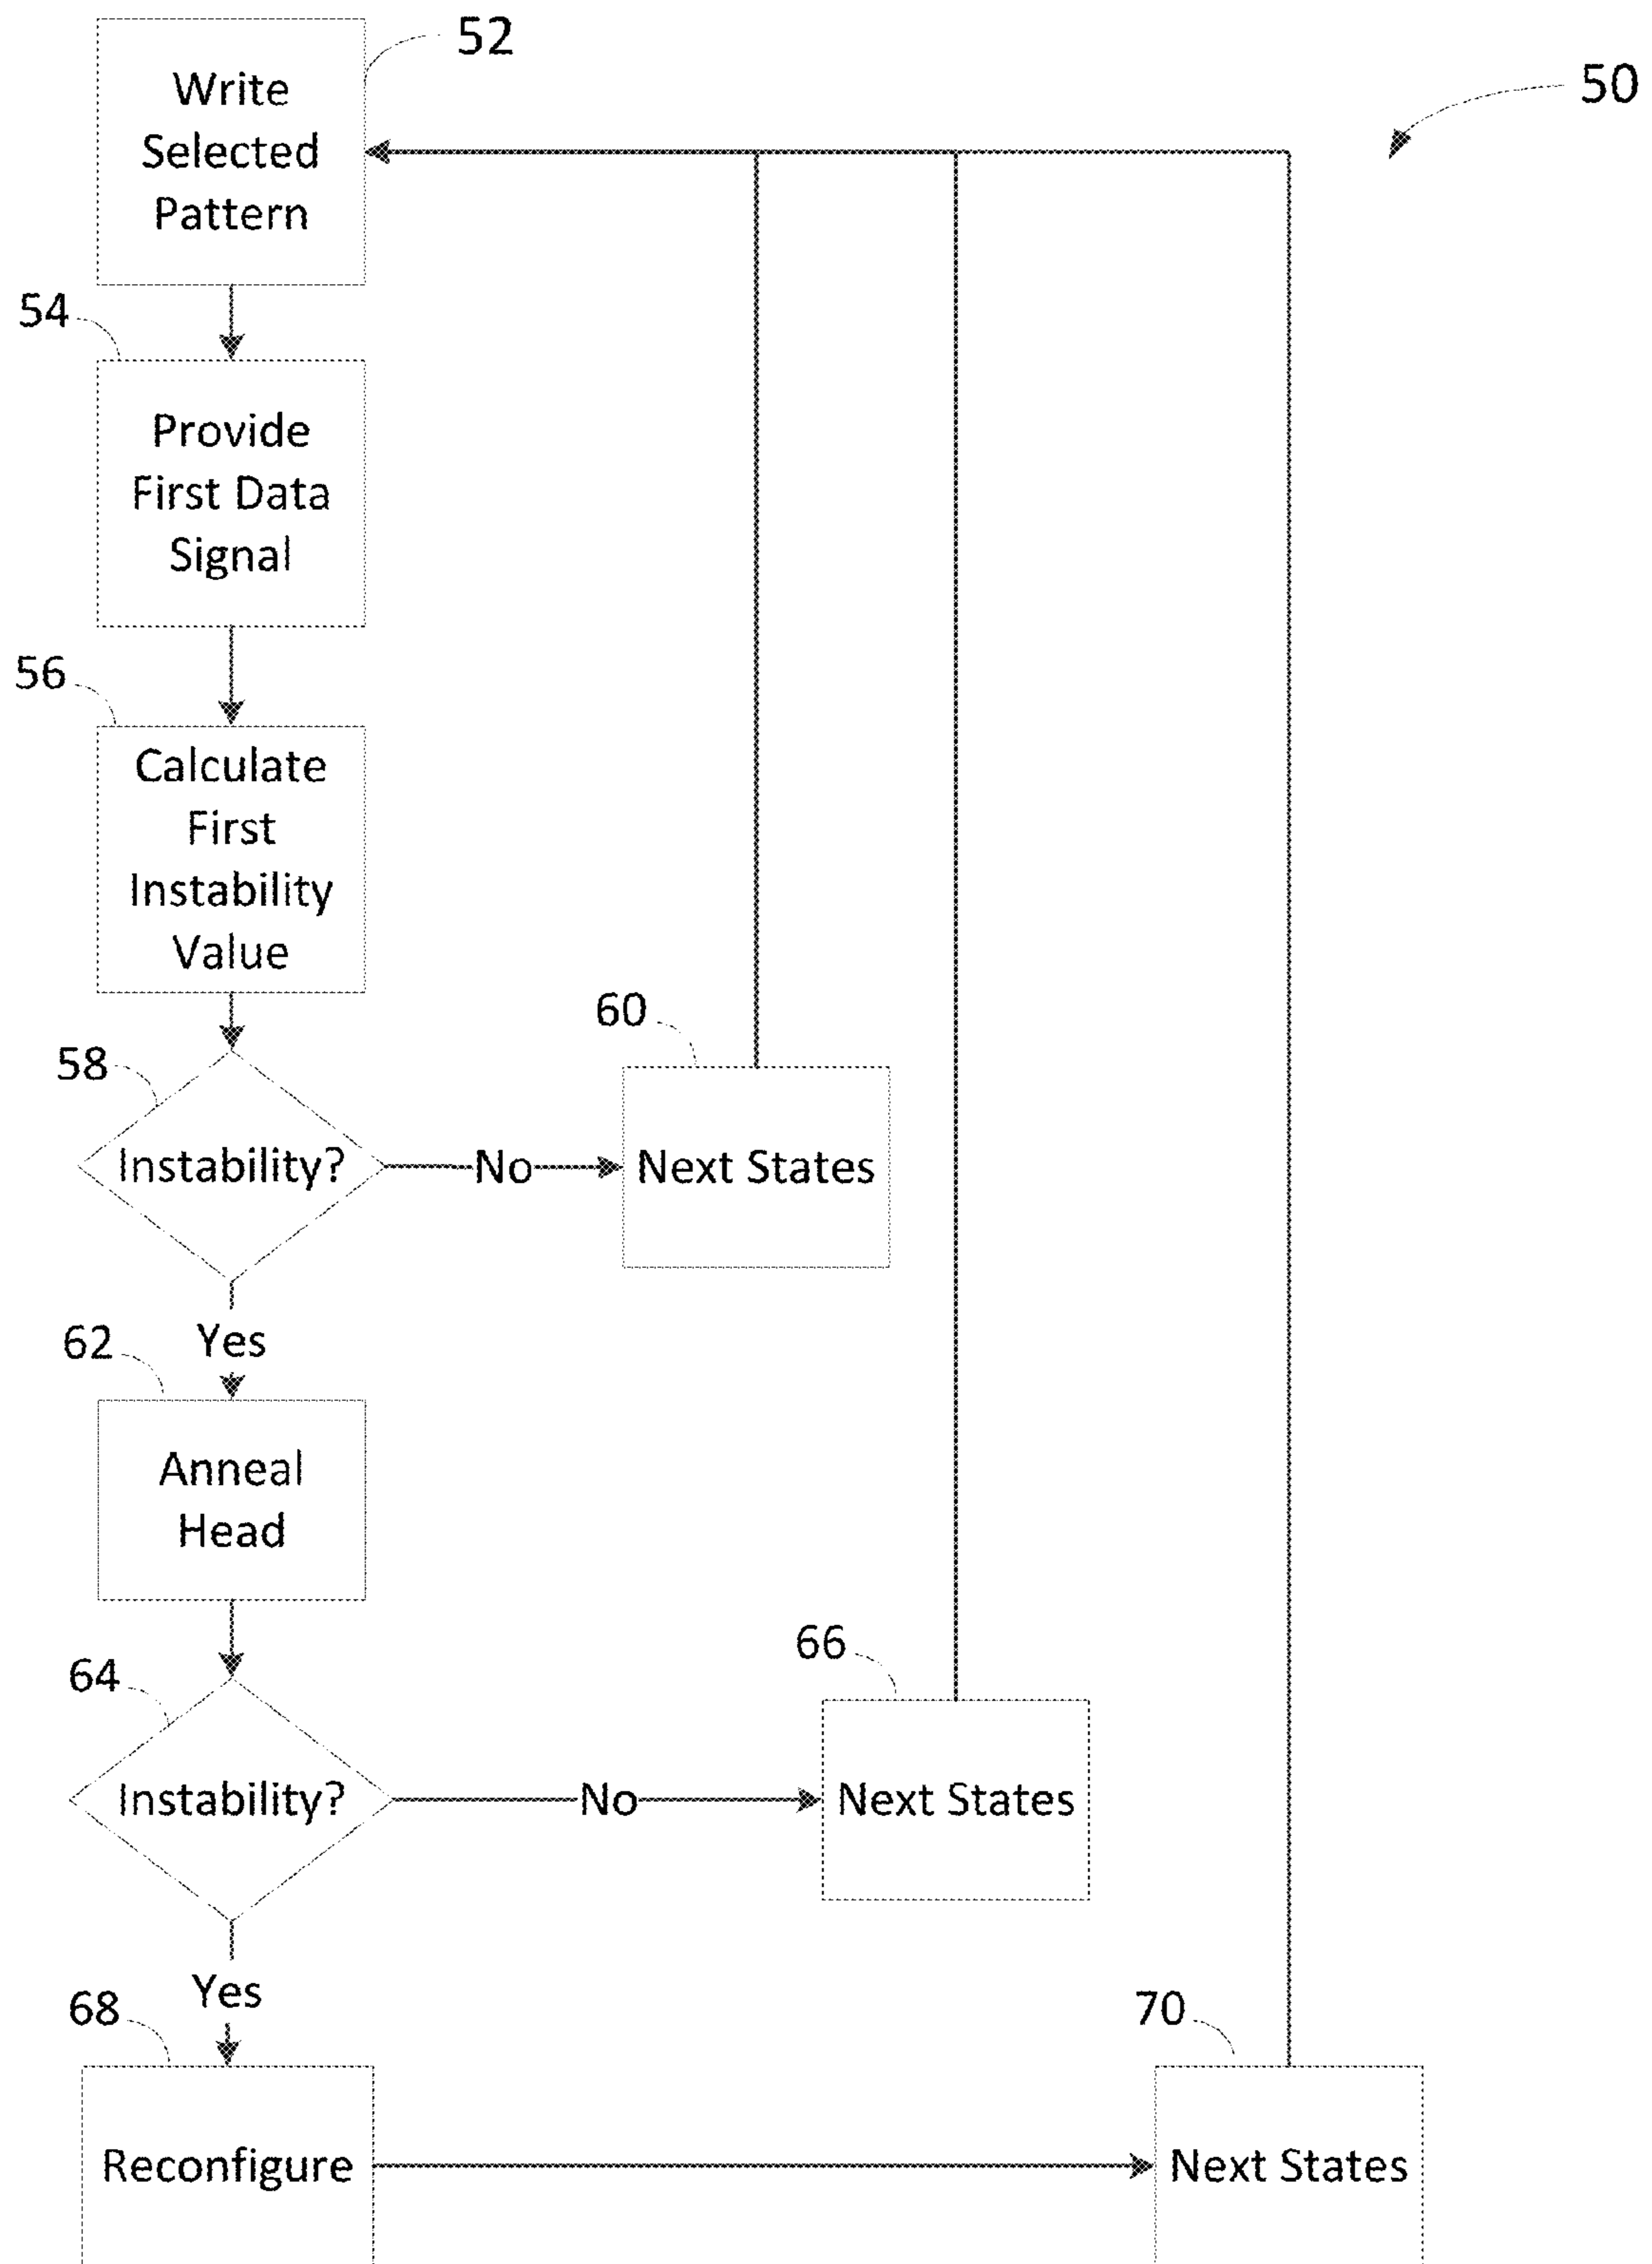 52
50
Write
Selected
Pattern
54
Provide
First Data
Signal
56
Calculate
First
Instability
Value
58
Instability?
No
60
Next States
Yes
62
Anneal
Head
64
Instability?
No
66
Next States
Yes
68
Reconfigure
70
Next States